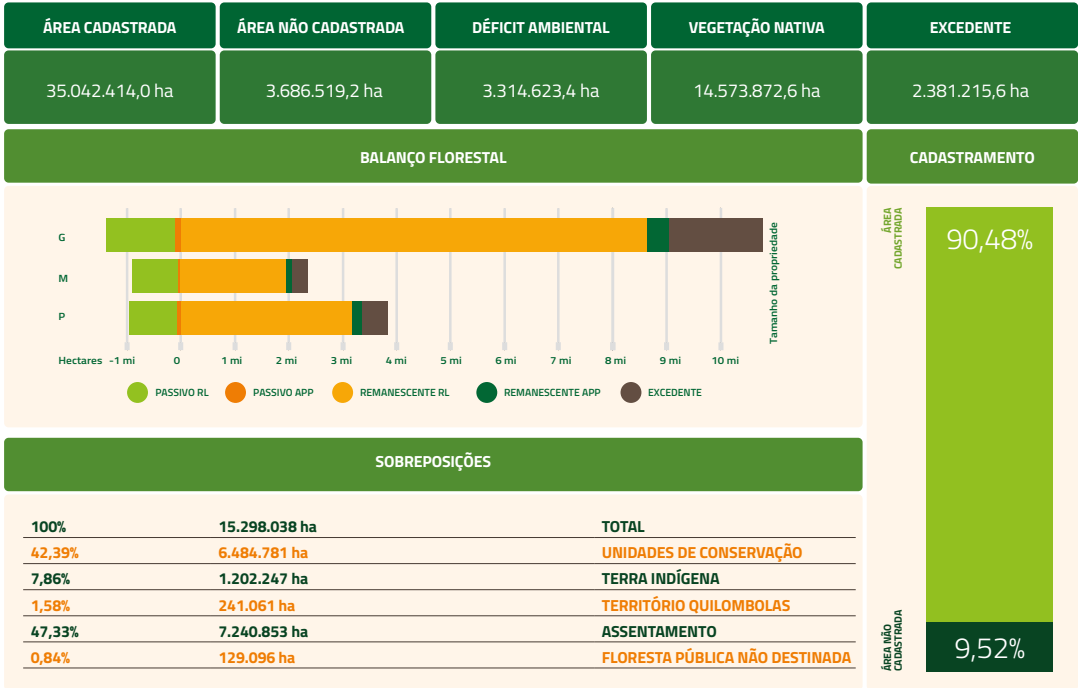 ÁREA CADASTRADA
ÁREA NÃO CADASTRADA
DÉFICIT AMBIENTAL
VEGETAÇÃO NATIVA
EXCEDENTE
35.042.414,0 ha
3.686.519,2 ha
3.314.623,4 ha
14.573.872,6 ha
2.381.215,6 ha
BALANÇO FLORESTAL
G
M
P
Hectares -1 mi 0 1 mi 2 mi 3 mi 4 mi 5 mi 6 mi 7 mi 8 mi 9 mi 10 mi
Tamanho da propriedade
PASSIVO RL
PASSIVO APP
REMANESCENTE RL
REMANESCENTE APP
EXCEDENTE
CADASTRAMENTO
ÁREA
CADASTRADA
90,48%
ÁREA NÃO
CADASTRADA
9,52%
SOBREPOSIÇÕES
100% 15.298.038 ha TOTAL
42,39% 6.484.781 ha UNIDADES DE CONSERVAÇÃO
7,86% 1.202.247 ha TERRA INDÍGENA
1,58% 241.061 ha TERRITÓRIO QUILOMBOLAS
47,33% 7.240.853 ha ASSENTAMENTO
0,84% 129.096 ha FLORESTA PÚBLICA NÃO DESTINADA